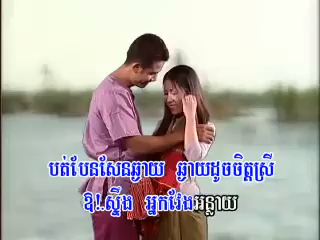 បត់បែនសែនឆ្ងាយ ឆ្ងាយដូចចិត្តស្រី
ឱ!.ស្ទឹង អ្នកវែងអន្លាយ